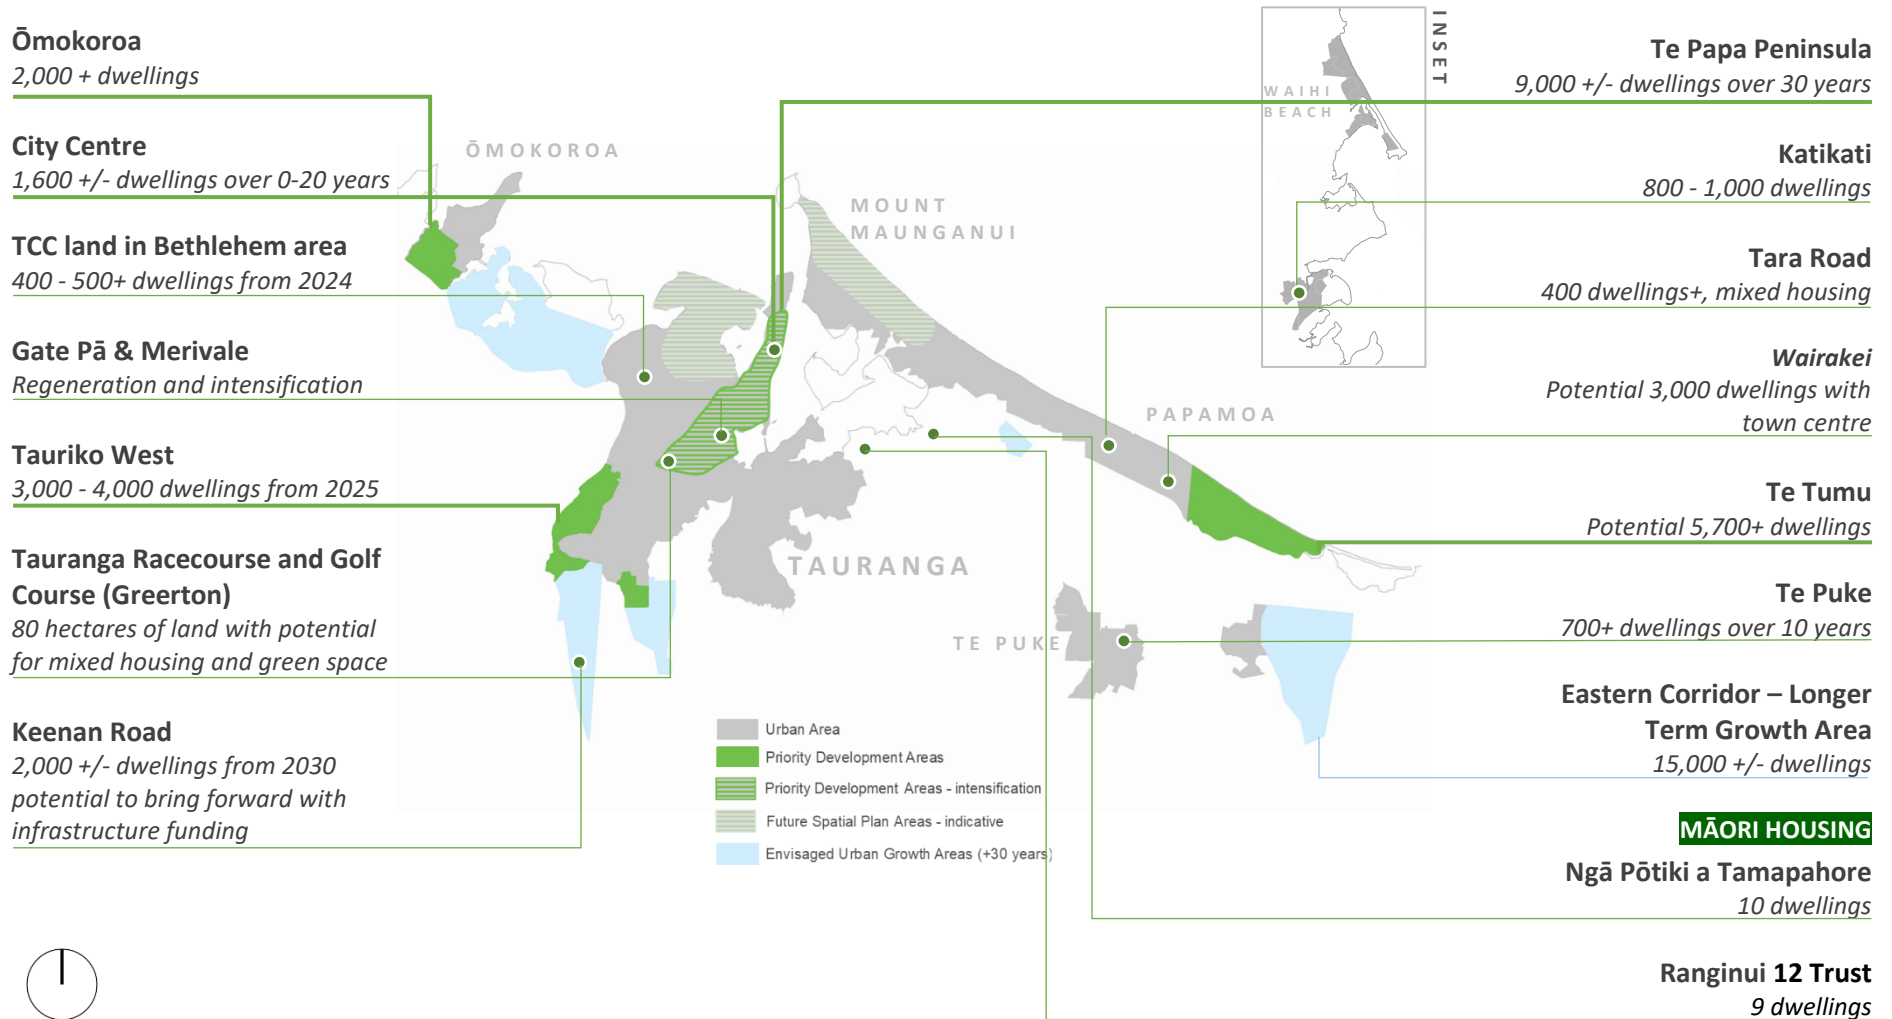 Ōmokoroa
2,000 + dwellings
City Centre
1,600 +/- dwellings over 0-20 years
TCC land in Bethlehem area
400 - 500+ dwellings from 2024
Gate Pā & Merivale
Regeneration and intensification
Tauriko West
3,000 - 4,000 dwellings from 2025
Tauranga Racecourse and Golf
Course (Greerton)
80 hectares of land with potential
for mixed housing and green space
Keenan Road
2,000 +/- dwellings from 2030
potential to bring forward with
infrastructure funding
ŌMOKOROA
MOUNT
MAUNGANUI
PAPAMOA
TAURANGA
TE PUKE
Urban Area
Priority Development Areas
Priority Development Areas - intensification
Future Spatial Plan Areas - indicative
Envisaged Urban Growth Areas (+30 years)
INSET
WAIHI
BEACH
Te Papa Peninsula
9,000 +/- dwellings over 30 years
Katikati
800 - 1,000 dwellings
Tara Road
400 dwellings+, mixed housing
Wairakei
Potential 3,000 dwellings with
town centre
Te Tumu
Potential 5,700+ dwellings
Te Puke
700+ dwellings over 10 years
Eastern Corridor – Longer
Term Growth Area
15,000 +/- dwellings
MĀORI HOUSING
Ngā Pōtiki a Tamapahore
10 dwellings
Ranginui 12 Trust
9 dwellings